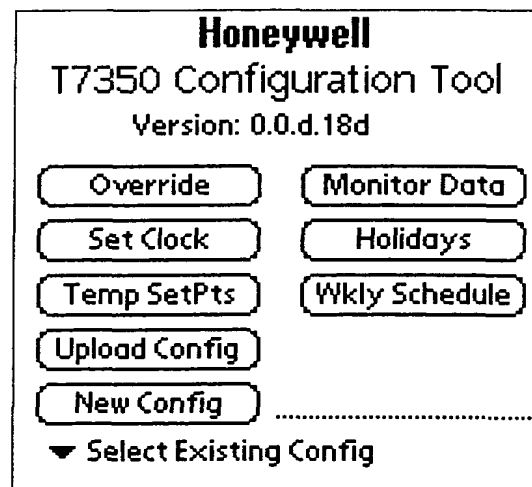 Honeywell
T7350 Configuration Tool
Version: 0.0.d.18d
Override Monitor Data
Set Clock Holidays
Temp SetPts Wkly Schedule
Upload Config
New Config
Select Existing Config